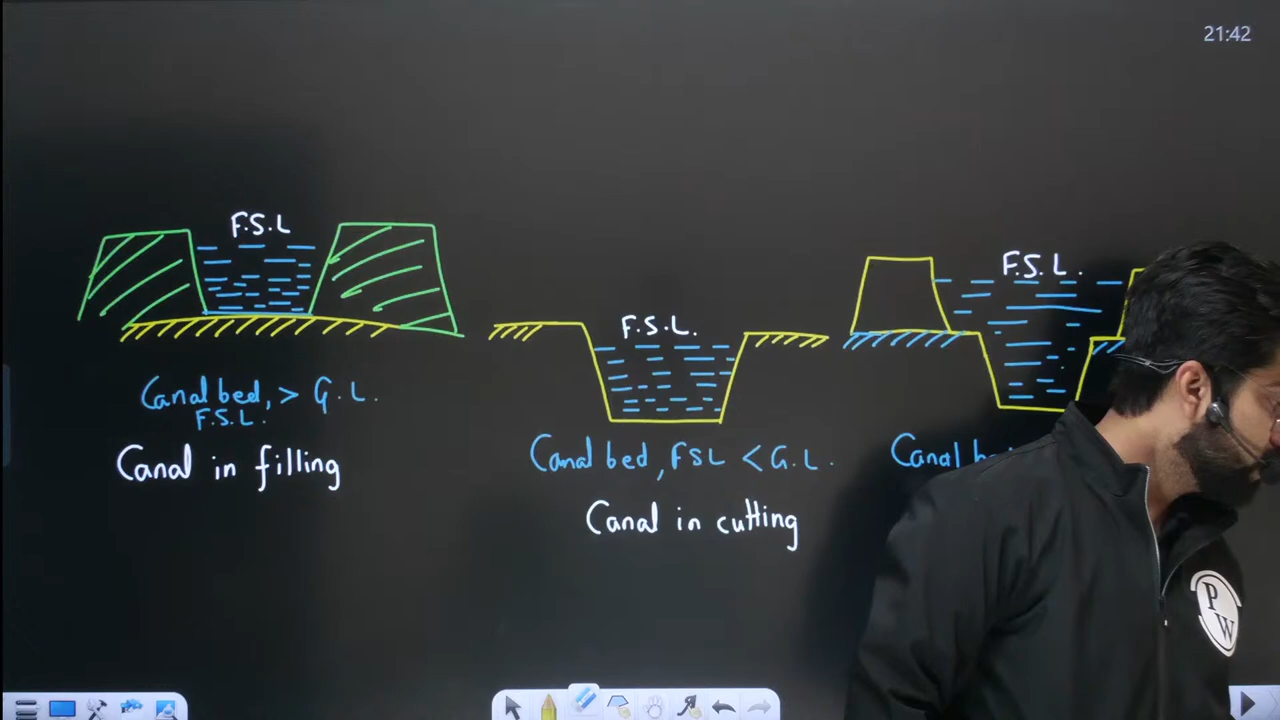 21:42
F.S.L
Canal bed, > G.L.
F.S.L.
Canal in filling
F.S.L.
Canal bed, FSL < G.L.
Canal in cutting
F.S.L.
Canal
P
W